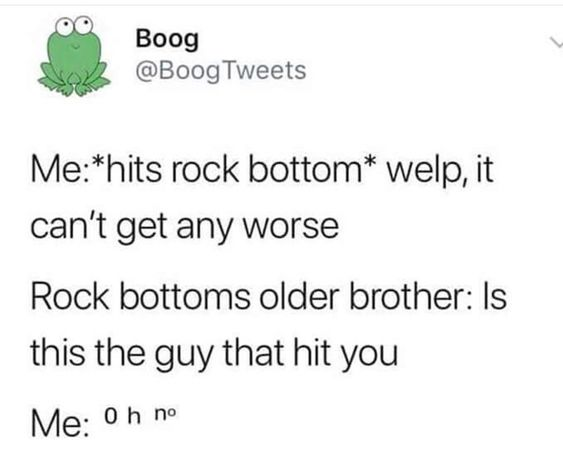 Boog
@BoogTweets
Me:*hits rock bottom* welp, it
can't get any worse
Rock bottoms older brother: Is
this the guy that hit you
Me: O h nº